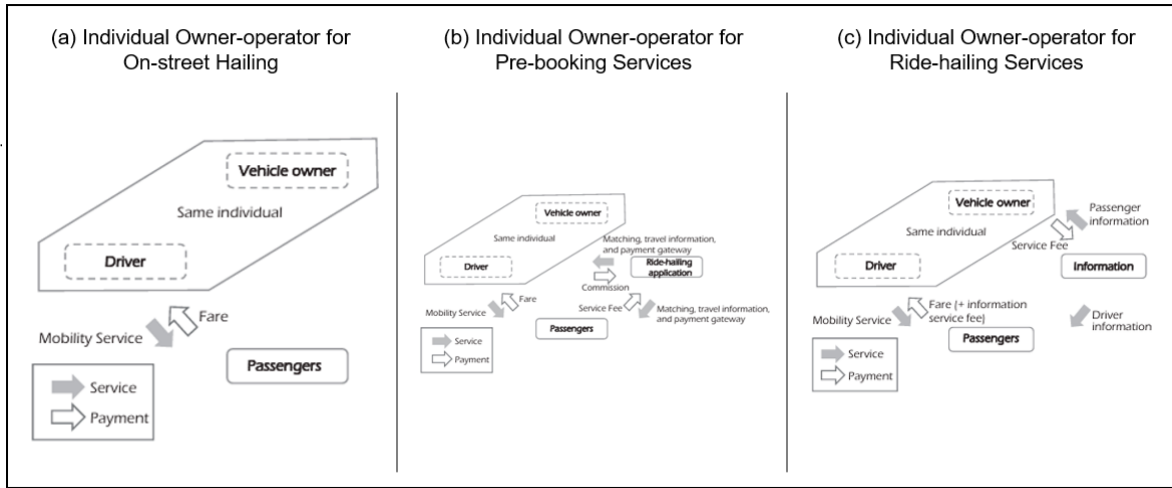 (a) Individual Owner-operator for
On-street Hailing
Vehicle owner
Same individual
Driver
Fare
Mobility Service
Passengers
Service
Payment
(b) Individual Owner-operator for
Pre-booking Services
Vehicle owner
Same individual
Matching, travel information,
and payment gateway
Driver
Ride-hailing
application
Commission
Fare
Service Fee
Mobility Service
Matching, travel information,
and payment gateway
Passengers
Service
Payment
(c) Individual Owner-operator for
Ride-hailing Services
Vehicle owner
Passenger
information
Same individual
Service Fee
Driver
Information
Fare (+ information
service fee)
Mobility Service
Driver
information
Passengers
Service
Payment